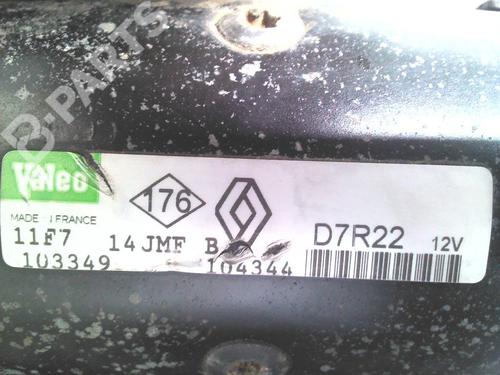 B-PARTS
Valeo
176
MADE IN FRANCE
11F7 14JMF B
D7R22 12V
103349 104344